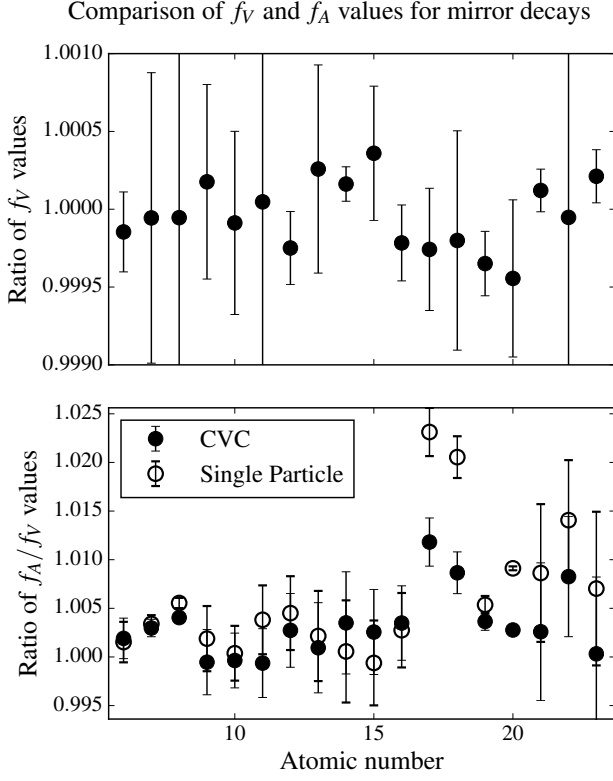 Comparison of f_V and f_A values for mirror decays
1.0010
1.0005
1.0000
0.9995
0.9990
Ratio of f_V values
1.025
1.020
1.015
1.010
1.005
1.000
0.995
Ratio of f_A/f_V values
CVC
Single Particle
10 15 20
Atomic number